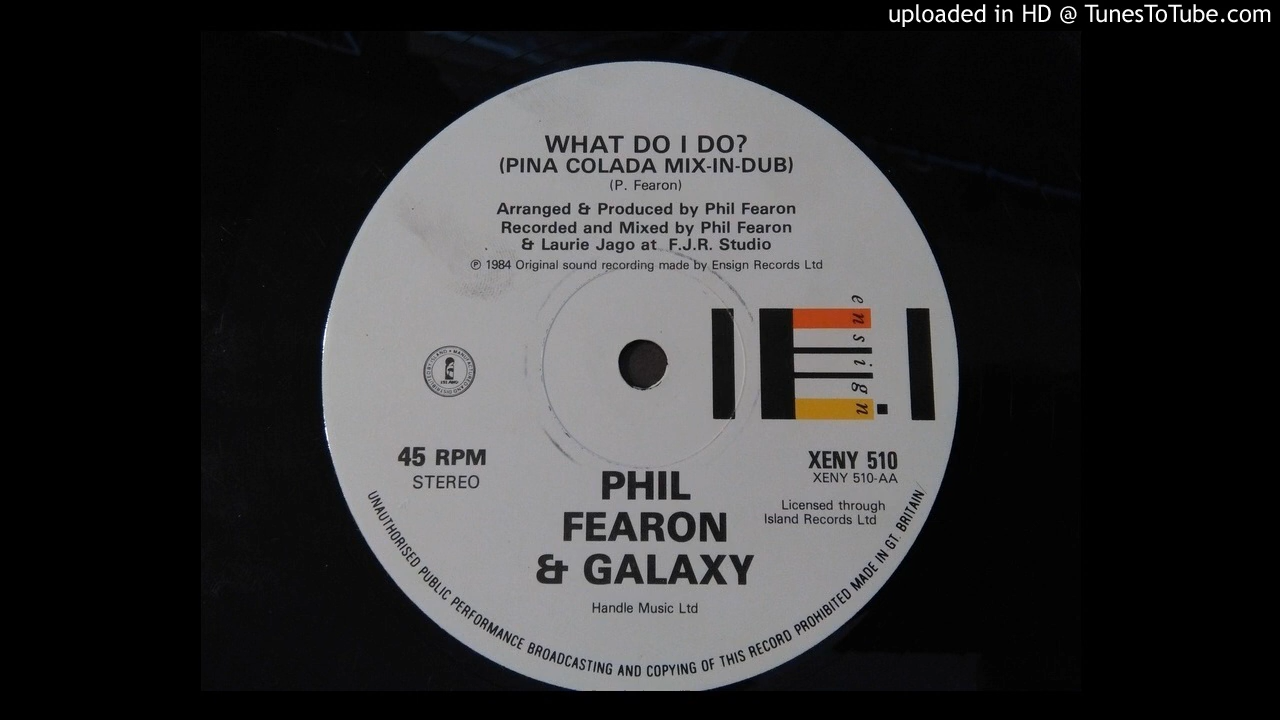 uploaded in HD @ TunesToTube.com
WHAT DO I DO?
(PINA COLADA MIX-IN-DUB)
(P. Fearon)
Arranged & Produced by Phil Fearon
Recorded and Mixed by Phil Fearon
& Laurie Jago at F.J.R. Studio
℗ 1984 Original sound recording made by Ensign Records Ltd
ensign
45 RPM
STEREO
XENY 510
XENY 510-AA
Licensed through
Island Records Ltd
PHIL
FEARON
& GALAXY
Handle Music Ltd
UNAUTHORISED PUBLIC PERFORMANCE BROADCASTING AND COPYING OF THIS RECORD PROHIBITED MADE IN GT. BRITAIN